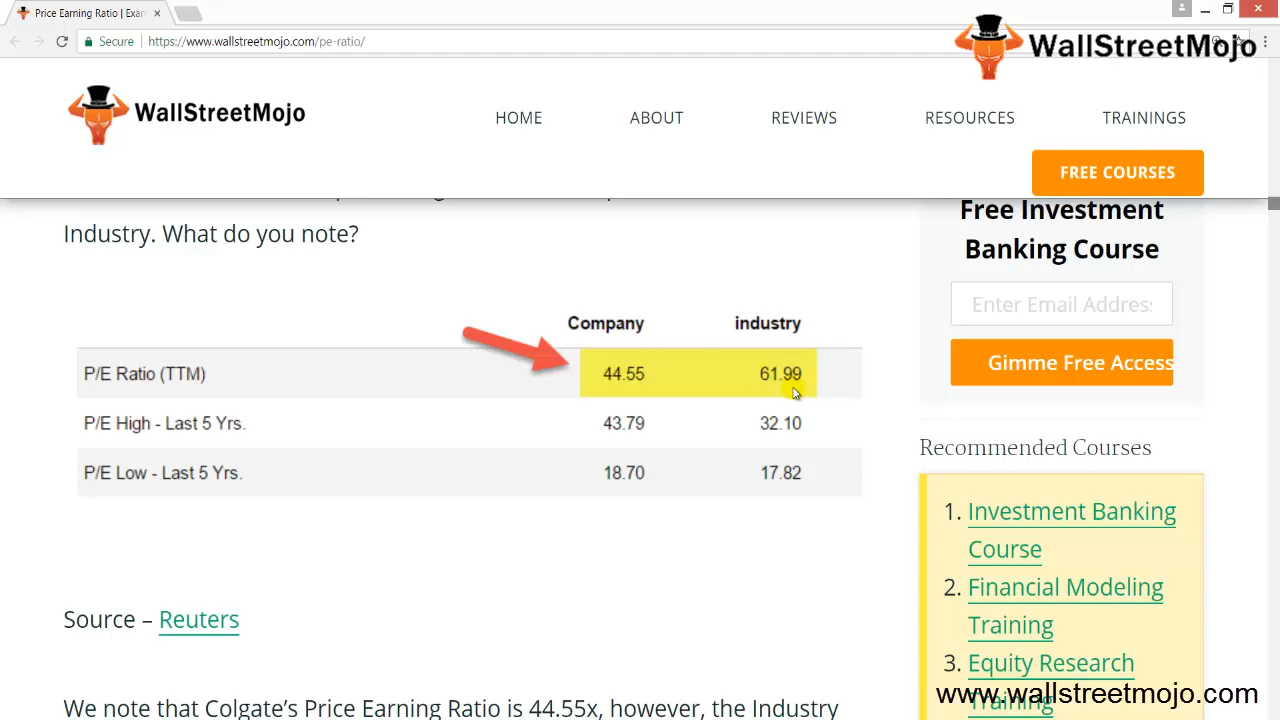 Price Earning Ratio | Exam
Secure | https://www.wallstreetmojo.com/pe-ratio/
WallStreetMojo
WallStreetMojo
HOME ABOUT REVIEWS RESOURCES TRAININGS
FREE COURSES
Industry. What do you note?
Company industry
P/E Ratio (TTM) 44.55 61.99
P/E High - Last 5 Yrs. 43.79 32.10
P/E Low - Last 5 Yrs. 18.70 17.82
Source – Reuters
We note that Colgate’s Price Earning Ratio is 44.55x, however, the Industry
Free Investment
Banking Course
Enter Email Address
Gimme Free Access
Recommended Courses
1. Investment Banking
Course
2. Financial Modeling
Training
3. Equity Research
Training
www.wallstreetmojo.com